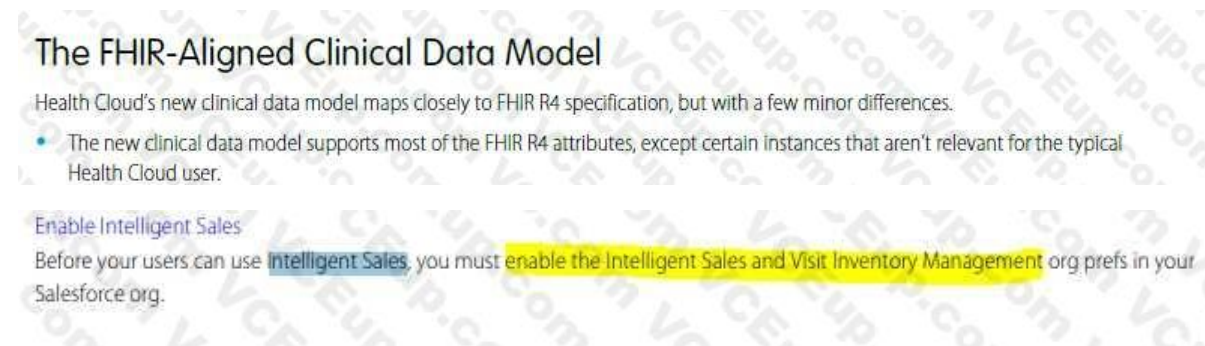 The FHIR-Aligned Clinical Data Model
Health Cloud's new clinical data model maps closely to FHIR R4 specification, but with a few minor differences.
• The new clinical data model supports most of the FHIR R4 attributes, except certain instances that aren't relevant for the typical
Health Cloud user.
Enable Intelligent Sales
Before your users can use Intelligent Sales, you must enable the Intelligent Sales and Visit Inventory Management org prefs in your
Salesforce org.
VCEup.com